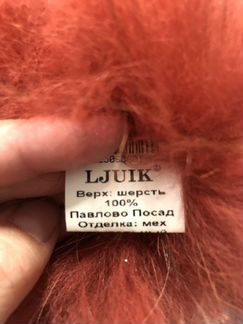 LJUIK®
Верх: шерсть
100%
Павлово Посад
Отделка: мех